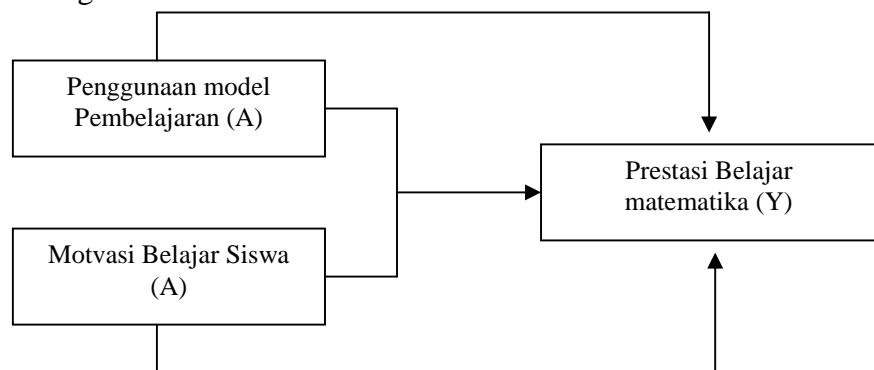 Penggunaan model
Pembelajaran (A)
Prestasi Belajar
matematika (Y)
Motvasi Belajar Siswa
(A)